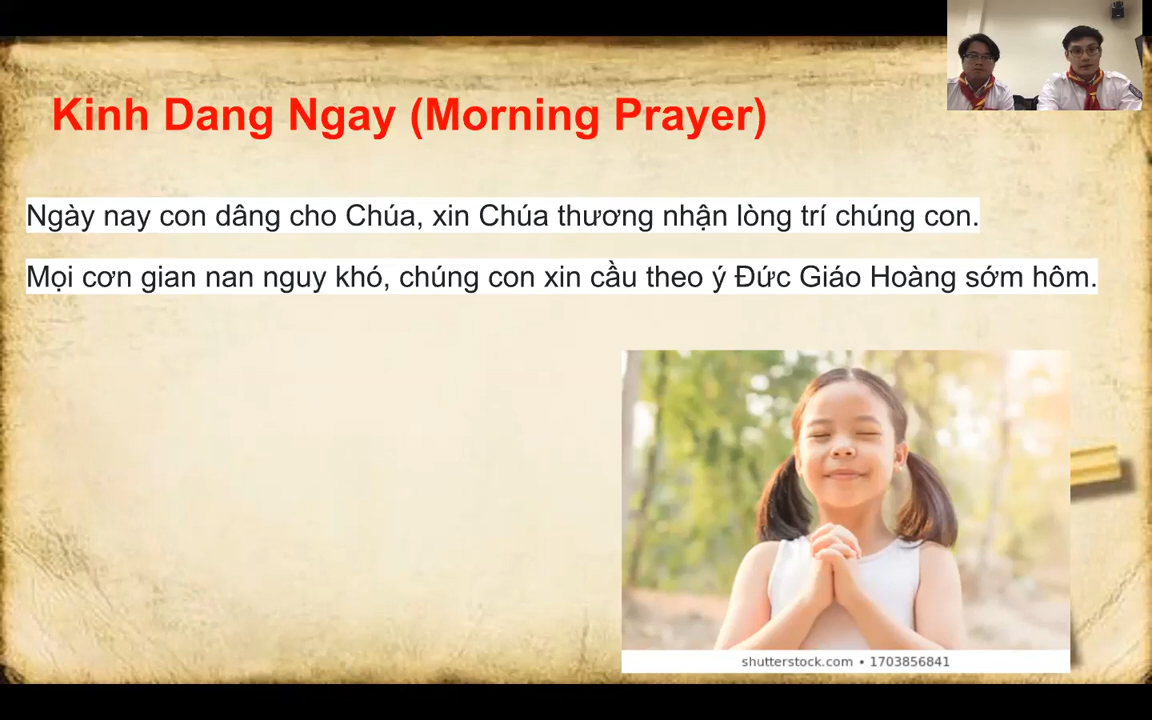 Kinh Dang Ngay (Morning Prayer)
Ngày nay con dâng cho Chúa, xin Chúa thương nhận lòng trí chúng con.
Mọi cơn gian nan nguy khó, chúng con xin cầu theo ý Đức Giáo Hoàng sớm hôm.
shutterstock.com • 1703856841